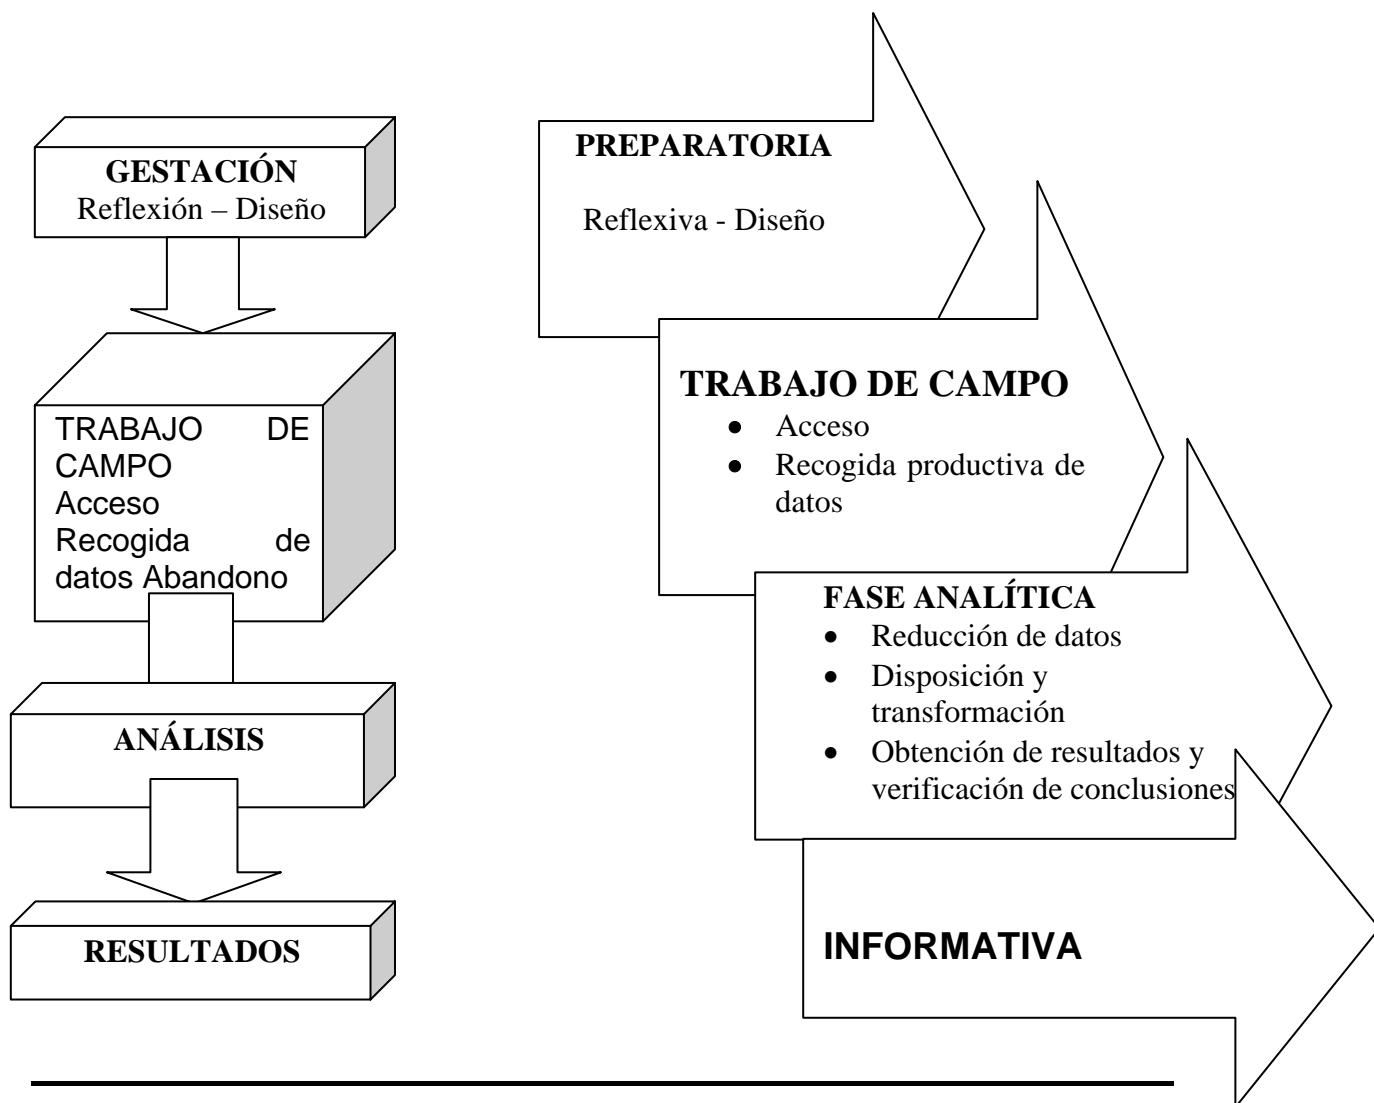 GESTACIÓN
Reflexión – Diseño
TRABAJO DE
CAMPO
Acceso
Recogida de
datos Abandono
ANÁLISIS
RESULTADOS
PREPARATORIA
Reflexiva - Diseño
TRABAJO DE CAMPO
• Acceso
• Recogida productiva de
datos
FASE ANALÍTICA
• Reducción de datos
• Disposición y
transformación
• Obtención de resultados y
verificación de conclusiones
INFORMATIVA